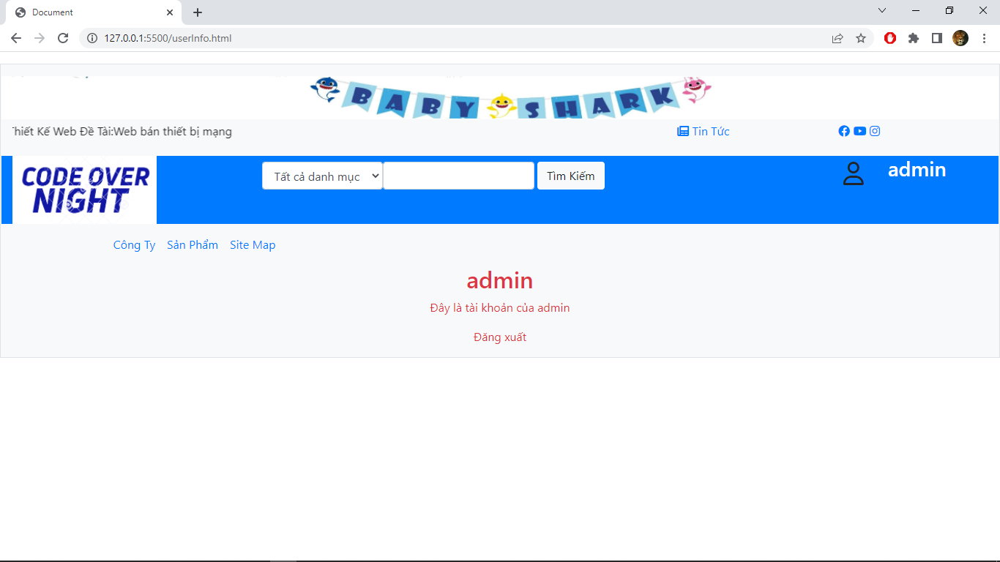 Document
127.0.0.1:5500/userInfo.html
BABY SHARK
Thiết Kế Web Đề Tài:Web bán thiết bị mạng
Tin Tức
CODE OVER
NIGHT
Tất cả danh mục
Tìm Kiếm
admin
Công Ty Sản Phẩm Site Map
admin
Đây là tài khoản của admin
Đăng xuất